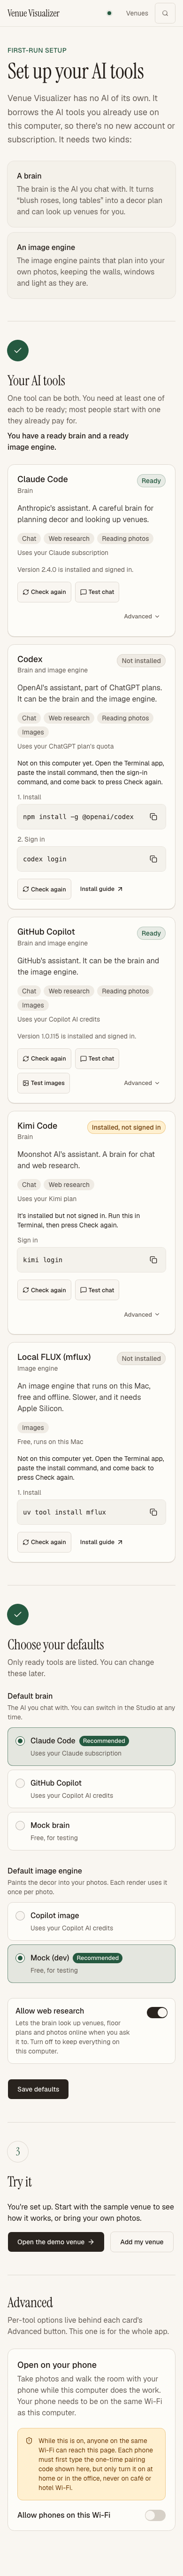 Venue Visualizer
Venues
FIRST-RUN SETUP
Set up your AI tools
Venue Visualizer has no AI of its own. It
borrows the AI tools you already use on
this computer, so there's no new account or
subscription. It needs two kinds:
A brain
The brain is the AI you chat with. It turns
"blush roses, long tables" into a decor plan
and can look up venues for you.
An image engine
The image engine paints that plan into your
own photos, keeping the walls, windows
and light as they are.
Your AI tools
One tool can be both. You need at least one of
each to be ready; most people start with one
they already pay for.
You have a ready brain and a ready
image engine.
Claude Code
Ready
Brain
Anthropic's assistant. A careful brain for
planning decor and looking up venues.
Chat
Web research
Reading photos
Uses your Claude subscription
Version 2.4.0 is installed and signed in.
Check again
Test chat
Advanced
Codex
Not installed
Brain and image engine
OpenAI's assistant, part of ChatGPT plans.
It can be the brain and the image engine.
Chat
Web research
Reading photos
Images
Uses your ChatGPT plan's quota
Not on this computer yet. Open the Terminal app,
paste the install command, then the sign-in
command, and come back to press Check again.
1. Install
npm install -g @openai/codex
2. Sign in
codex login
Check again
Install guide
GitHub Copilot
Ready
Brain and image engine
GitHub's assistant. It can be the brain and
the image engine.
Chat
Web research
Reading photos
Images
Uses your Copilot AI credits
Version 1.0.115 is installed and signed in.
Check again
Test chat
Test images
Advanced
Kimi Code
Installed, not signed in
Brain
Moonshot AI's assistant. A brain for chat
and web research.
Chat
Web research
Uses your Kimi plan
It's installed but not signed in. Run this in
Terminal, then press Check again.
Sign in
kimi login
Check again
Test chat
Advanced
Local FLUX (mflux)
Not installed
Image engine
An image engine that runs on this Mac,
free and offline. Slower, and it needs
Apple Silicon.
Images
Free, runs on this Mac
Not on this computer yet. Open the Terminal app,
paste the install command, and come back to
press Check again.
1. Install
uv tool install mflux
Check again
Install guide
Choose your defaults
Only ready tools are listed. You can change
these later.
Default brain
The AI you chat with. You can switch in the Studio at any
time.
Claude Code
Recommended
Uses your Claude subscription
GitHub Copilot
Uses your Copilot AI credits
Mock brain
Free, for testing
Default image engine
Paints the decor into your photos. Each render uses it
once per photo.
Copilot image
Uses your Copilot AI credits
Mock (dev)
Recommended
Free, for testing
Allow web research
Lets the brain look up venues, floor
plans and photos online when you ask
it to. Turn off to keep everything on
this computer.
Save defaults
3
Try it
You're set up. Start with the sample venue to see
how it works, or bring your own photos.
Open the demo venue
Add my venue
Advanced
Per-tool options live behind each card's
Advanced button. This one is for the whole app.
Open on your phone
Take photos and walk the room with your
phone while this computer does the work.
Your phone needs to be on the same Wi-Fi
as this computer.
While this is on, anyone on the same
Wi-Fi can reach this page. Each phone
must first type the one-time pairing
code shown here, but only turn it on at
home or in the office, never on café or
hotel Wi-Fi.
Allow phones on this Wi-Fi